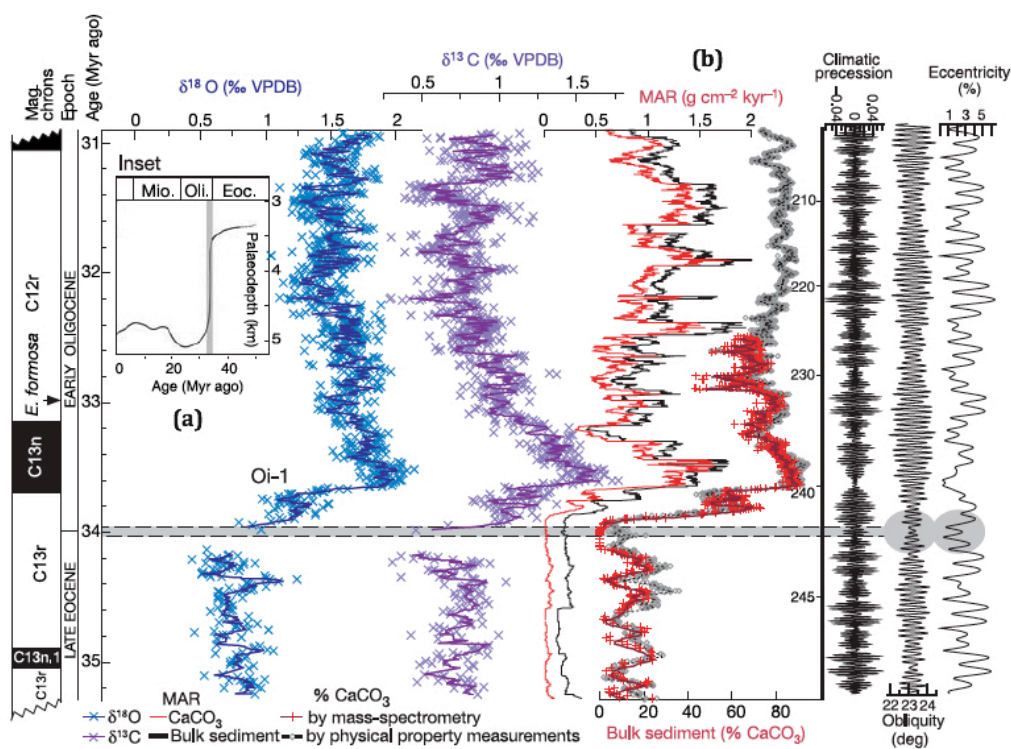 Mag. chrons
Epoch
Age (Myr ago)
δ¹⁸O (‰ VPDB)
0 0.5 1 1.5 2
δ¹³C (‰ VPDB)
0.5 1 1.5
(b)
MAR (g cm⁻² kyr⁻¹)
0 0.5 1 1.5 2
Climatic precession
-0.04 0 0.04
Eccentricity (%)
1 3 5
31
32
33
34
35
Inset
Mio. Oli. Eoc.
3
4
5
Palaeodepth (km)
0 20 40
Age (Myr ago)
(a)
C12r
E. formosa
C13n
C13r
C13n,1
C13r
EARLY OLIGOCENE
LATE EOCENE
Oi-1
210
220
230
240
245
22 23 24
Obliquity (deg)
0 20 40 60 80
Bulk sediment (% CaCO₃)
MAR
% CaCO₃
δ¹⁸O
CaCO₃
by mass-spectrometry
δ¹³C
Bulk sediment
by physical property measurements